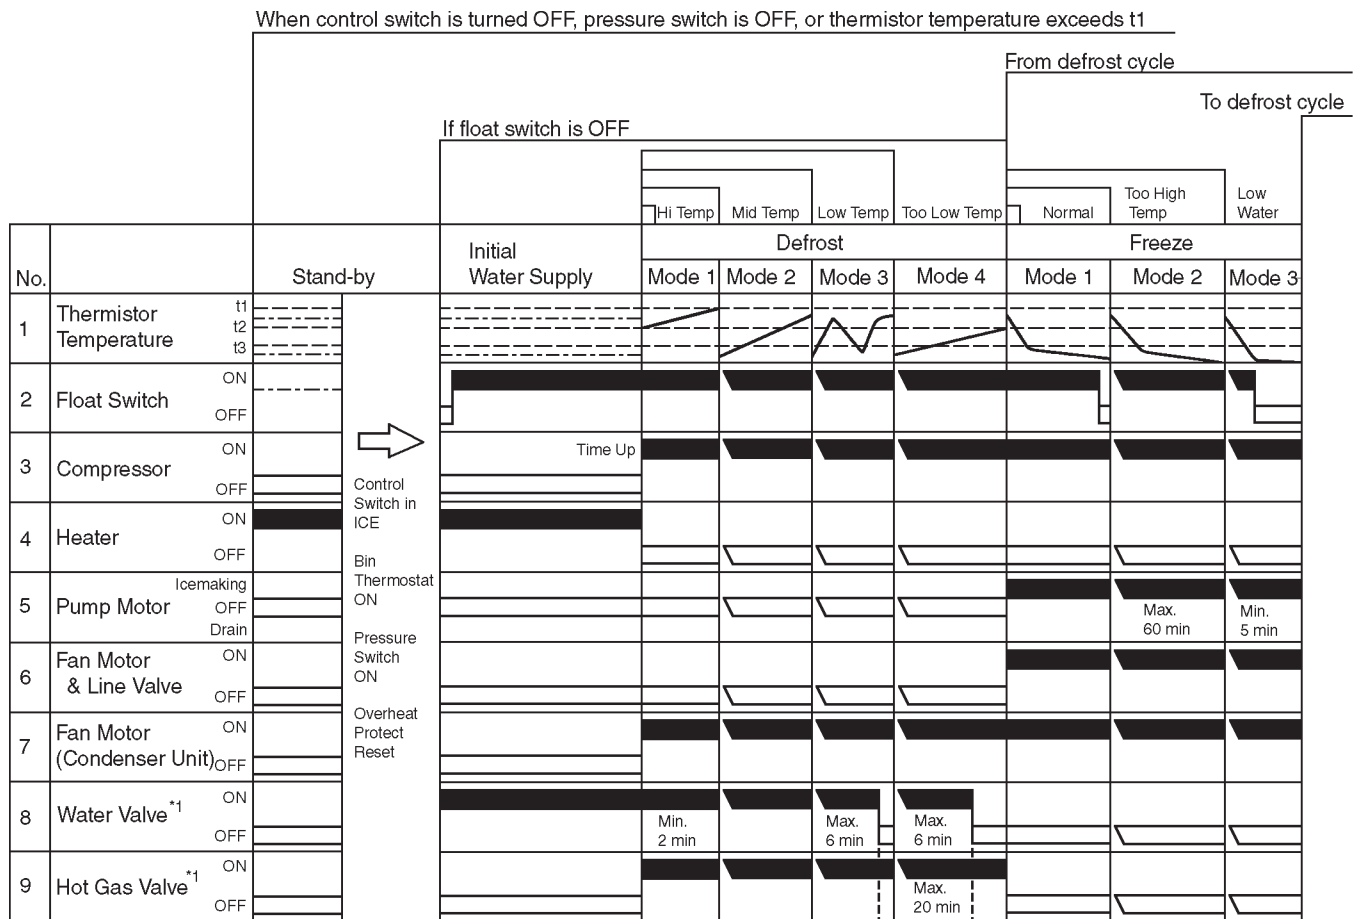 When control switch is turned OFF, pressure switch is OFF, or thermistor temperature exceeds t1
From defrost cycle
To defrost cycle
If float switch is OFF
Hi Temp
Mid Temp
Low Temp
Too Low Temp
Normal
Too High
Temp
Low
Water
No.
Stand-by
Initial
Water Supply
Defrost
Freeze
Mode 1
Mode 2
Mode 3
Mode 4
Mode 1
Mode 2
Mode 3
1
Thermistor
Temperature
t1
t2
t3
2
Float Switch
ON
OFF
3
Compressor
ON
OFF
Time Up
4
Heater
ON
OFF
5
Pump Motor
Icemaking
OFF
Drain
Max.
60 min
Min.
5 min
6
Fan Motor
& Line Valve
ON
OFF
7
Fan Motor
(Condenser Unit)
ON
OFF
8
Water Valve*1
ON
OFF
Min.
2 min
Max.
6 min
Max.
6 min
9
Hot Gas Valve*1
ON
OFF
Max.
20 min
Control
Switch in
ICE
Bin
Thermostat
ON
Pressure
Switch
ON
Overheat
Protect
Reset